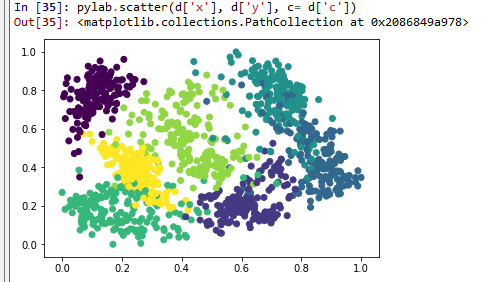 In [35]: pylab.scatter(d['x'], d['y'], c= d['c'])
Out[35]: <matplotlib.collections.PathCollection at 0x2086849a978>
1.0
0.8
0.6
0.4
0.2
0.0
0.0 0.2 0.4 0.6 0.8 1.0